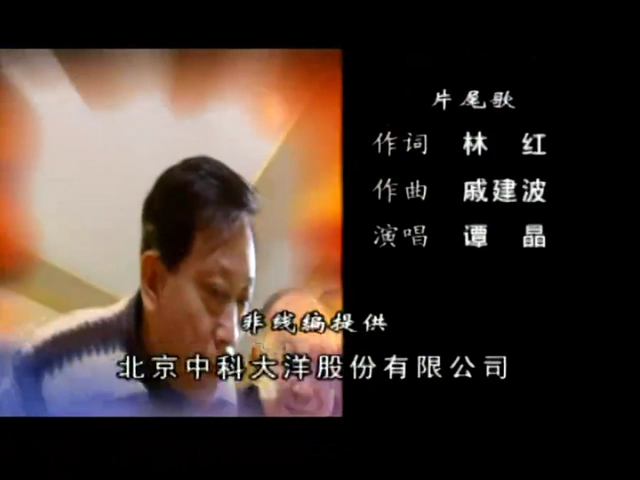 片尾歌
作词 林 红
作曲 戚建波
演唱 谭 晶
非线编提供
北京中科大洋股份有限公司